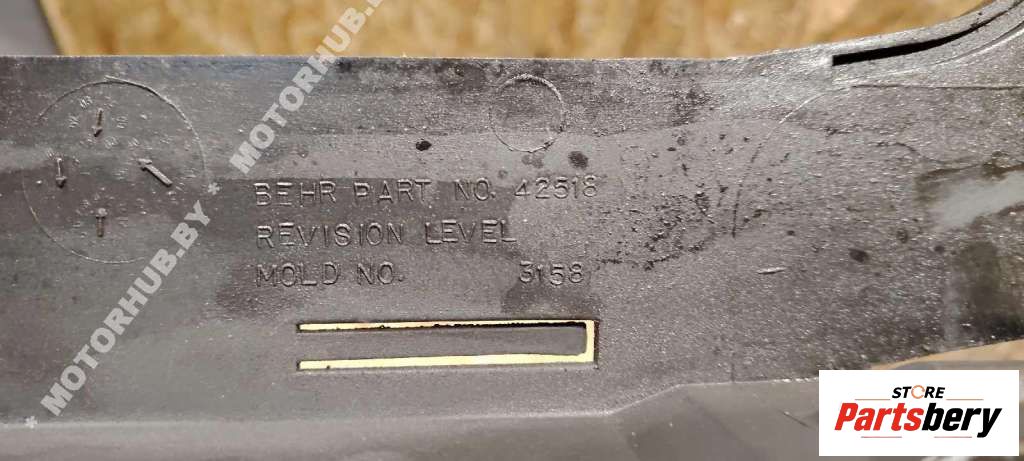 * MOTORHUB.BY * MOTORHUB.BY
BEHR PART NO. 42518
REVISION LEVEL
MOLD NO. 3158
STORE
Partsbery